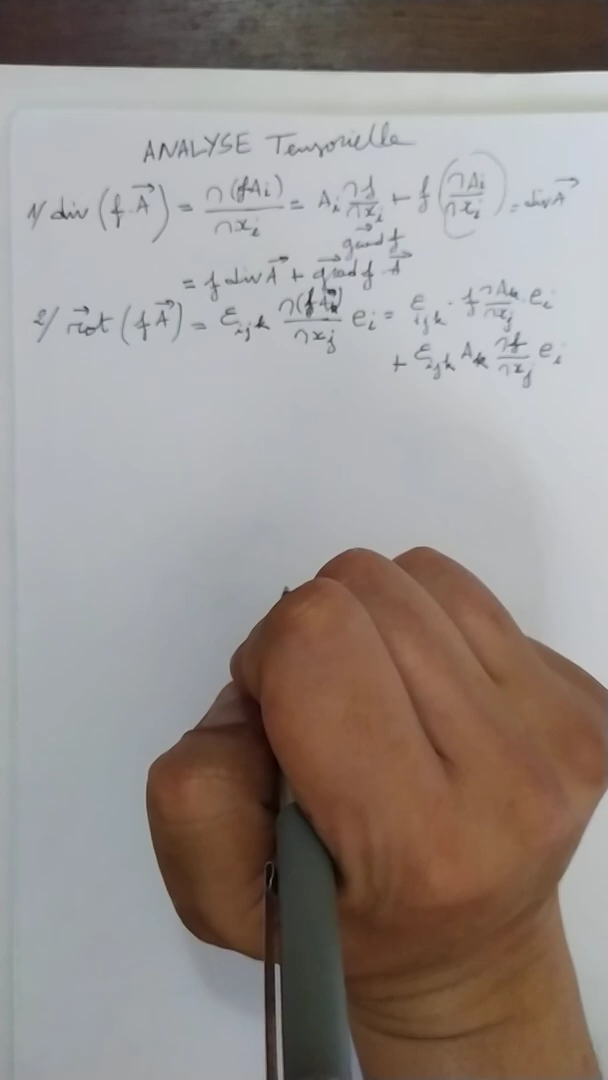 ANALYSE Tensorielle
1/ div (f.A⃗) = ∂(fAi)/∂xi = Ai ∂f/∂xi + f (∂Ai/∂xi) = div A⃗
grad⃗ f
= f div A⃗ + grad⃗ f . A⃗
2/ rot⃗ (f A⃗) = εijk ∂(f Ak)/∂xj ei = εijk . f ∂Ak/∂xj . ei
+ εijk Ak ∂f/∂xj ei